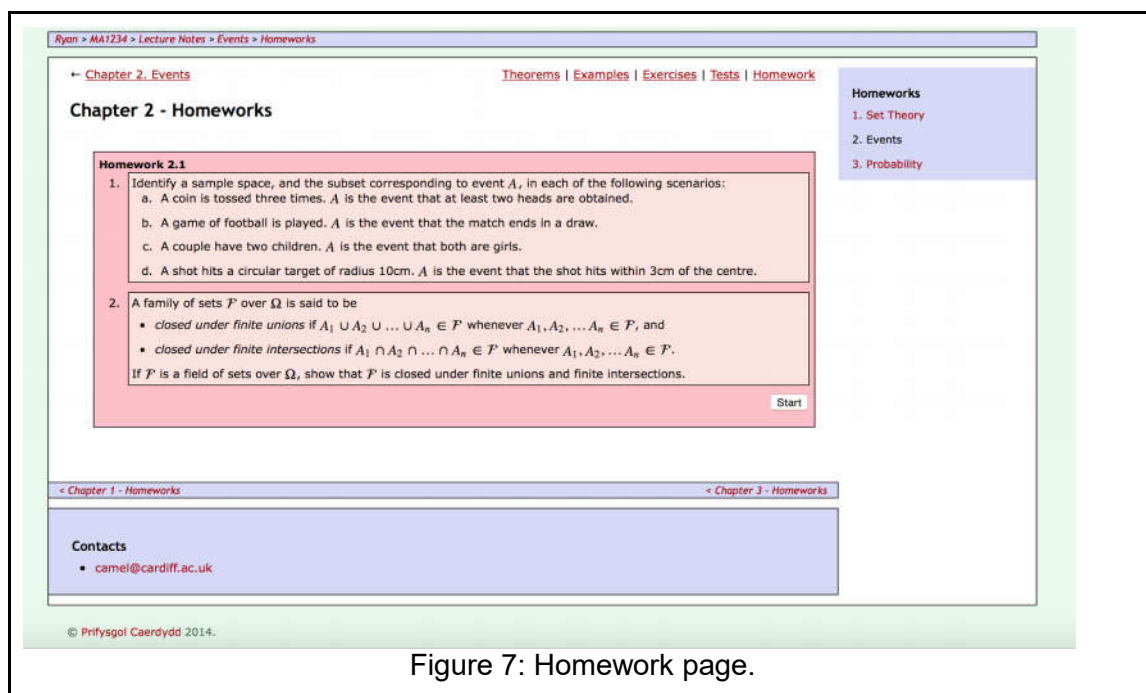 Ryan > MA1234 > Lecture Notes > Events > Homeworks
← Chapter 2. Events
Theorems | Examples | Exercises | Tests | Homework
Chapter 2 - Homeworks
Homeworks
1. Set Theory
2. Events
3. Probability
Homework 2.1
1. Identify a sample space, and the subset corresponding to event A, in each of the following scenarios:
a. A coin is tossed three times. A is the event that at least two heads are obtained.
b. A game of football is played. A is the event that the match ends in a draw.
c. A couple have two children. A is the event that both are girls.
d. A shot hits a circular target of radius 10cm. A is the event that the shot hits within 3cm of the centre.
2. A family of sets ℱ over Ω is said to be
• closed under finite unions if A₁ ∪ A₂ ∪ … ∪ Aₙ ∈ ℱ whenever A₁, A₂, … Aₙ ∈ ℱ, and
• closed under finite intersections if A₁ ∩ A₂ ∩ … ∩ Aₙ ∈ ℱ whenever A₁, A₂, … Aₙ ∈ ℱ.
If ℱ is a field of sets over Ω, show that ℱ is closed under finite unions and finite intersections.
Start
< Chapter 1 - Homeworks
< Chapter 3 - Homeworks
Contacts
• camel@cardiff.ac.uk
© Prifysgol Caerdydd 2014.
Figure 7: Homework page.